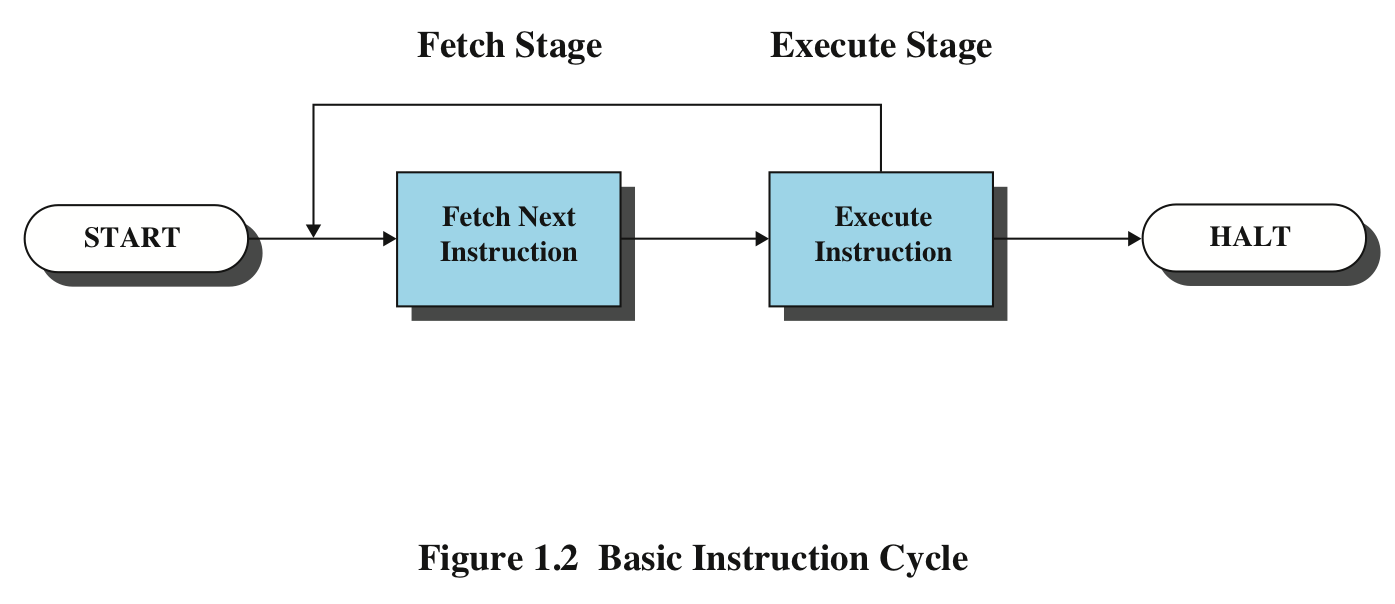 Fetch Stage
Execute Stage
START
Fetch Next
Instruction
Execute
Instruction
HALT
Figure 1.2  Basic Instruction Cycle